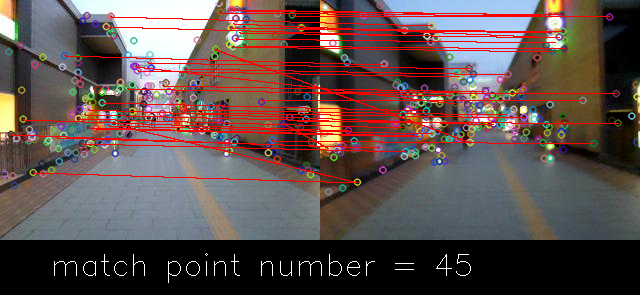 match point number = 45